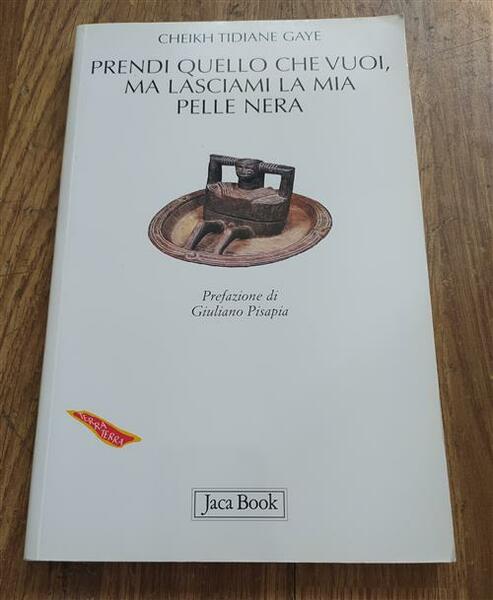 CHEIKH TIDIANE GAYE
PRENDI QUELLO CHE VUOI,
MA LASCIAMI LA MIA
PELLE NERA
Prefazione di
Giuliano Pisapia
TERRA
TERRA
Jaca Book